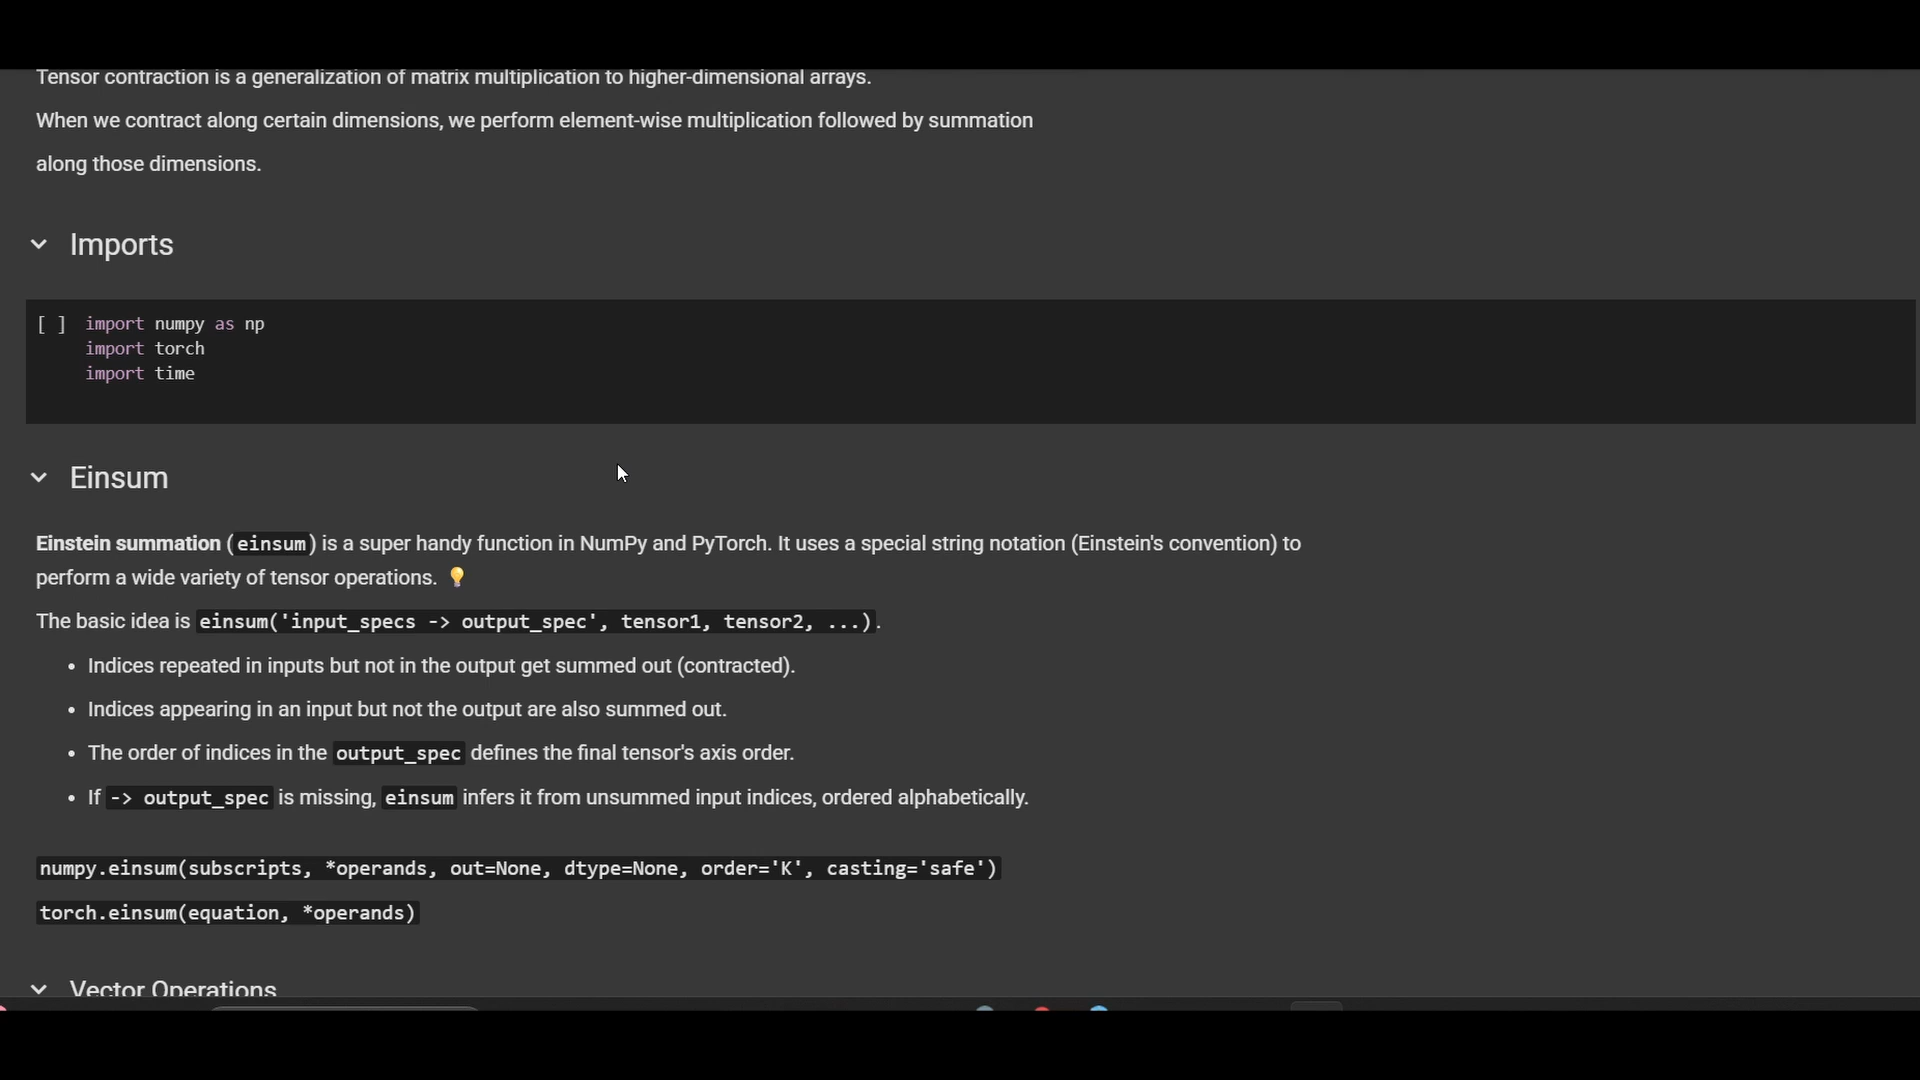 Tensor contraction is a generalization of matrix multiplication to higher-dimensional arrays.
When we contract along certain dimensions, we perform element-wise multiplication followed by summation
along those dimensions.
Imports
[ ] import numpy as np
import torch
import time
Einsum
Einstein summation (einsum) is a super handy function in NumPy and PyTorch. It uses a special string notation (Einstein's convention) to
perform a wide variety of tensor operations. 💡
The basic idea is einsum('input_specs -> output_spec', tensor1, tensor2, ...).
• Indices repeated in inputs but not in the output get summed out (contracted).
• Indices appearing in an input but not the output are also summed out.
• The order of indices in the output_spec defines the final tensor's axis order.
• If -> output_spec is missing, einsum infers it from unsummed input indices, ordered alphabetically.
numpy.einsum(subscripts, *operands, out=None, dtype=None, order='K', casting='safe')
torch.einsum(equation, *operands)
Vector Operations